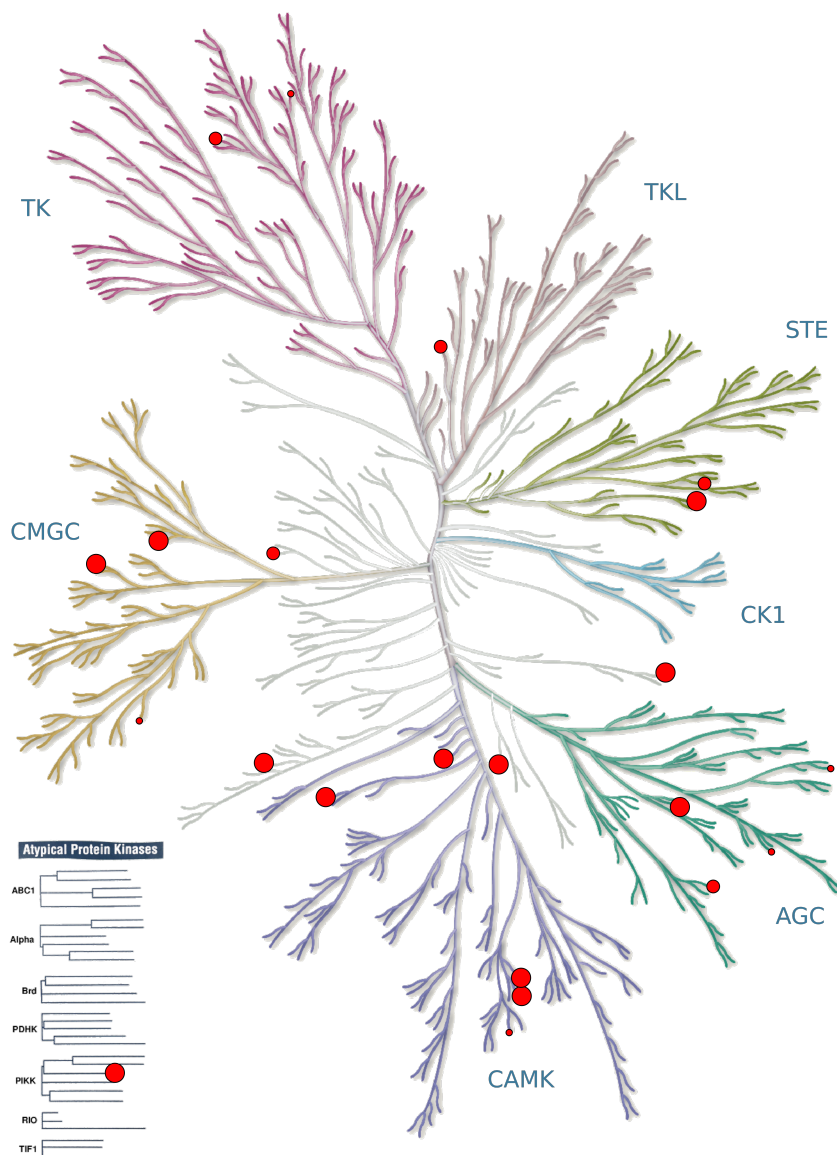 TK
TKL
STE
CMGC
CK1
AGC
CAMK
Atypical Protein Kinases
ABC1
Alpha
Brd
PDHK
PIKK
RIO
TIF1